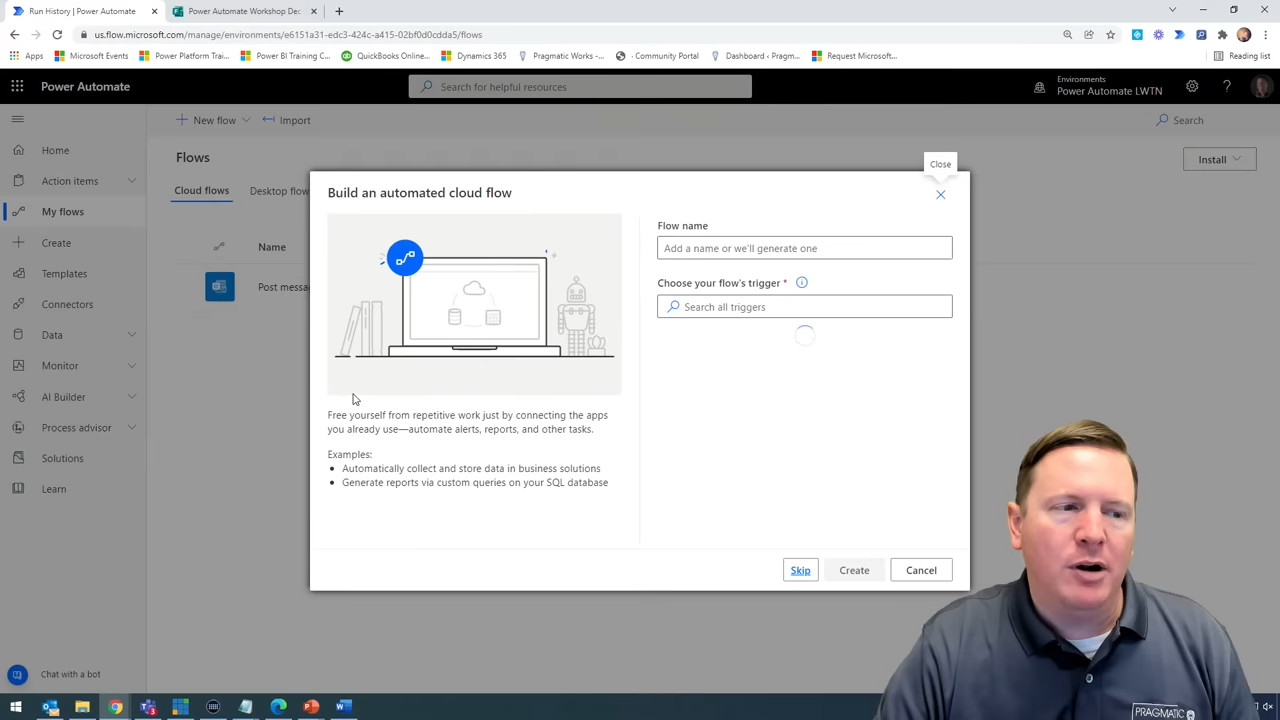 Run History | Power Automate
Power Automate Workshop Dec
us.flow.microsoft.com/manage/environments/e6151a31-edc3-424c-a415-02bf0d0cdda5/flows
Apps
Microsoft Events
Power Platform Trai...
Power BI Training C...
QuickBooks Online...
Dynamics 365
Pragmatic Works -...
· Community Portal
Dashboard ‹ Pragm...
Request Microsoft...
Reading list
Power Automate
Search for helpful resources
Environments
Power Automate LWTN
New flow
Import
Search
Home
Action items
My flows
Create
Templates
Connectors
Data
Monitor
AI Builder
Process advisor
Solutions
Learn
Chat with a bot
Flows
Install
Cloud flows
Desktop flow
Name
Post messag
Close
Build an automated cloud flow
Free yourself from repetitive work just by connecting the apps
you already use—automate alerts, reports, and other tasks.
Examples:
• Automatically collect and store data in business solutions
• Generate reports via custom queries on your SQL database
Flow name
Add a name or we'll generate one
Choose your flow's trigger *
Search all triggers
Skip
Create
Cancel
PRAGMATIC